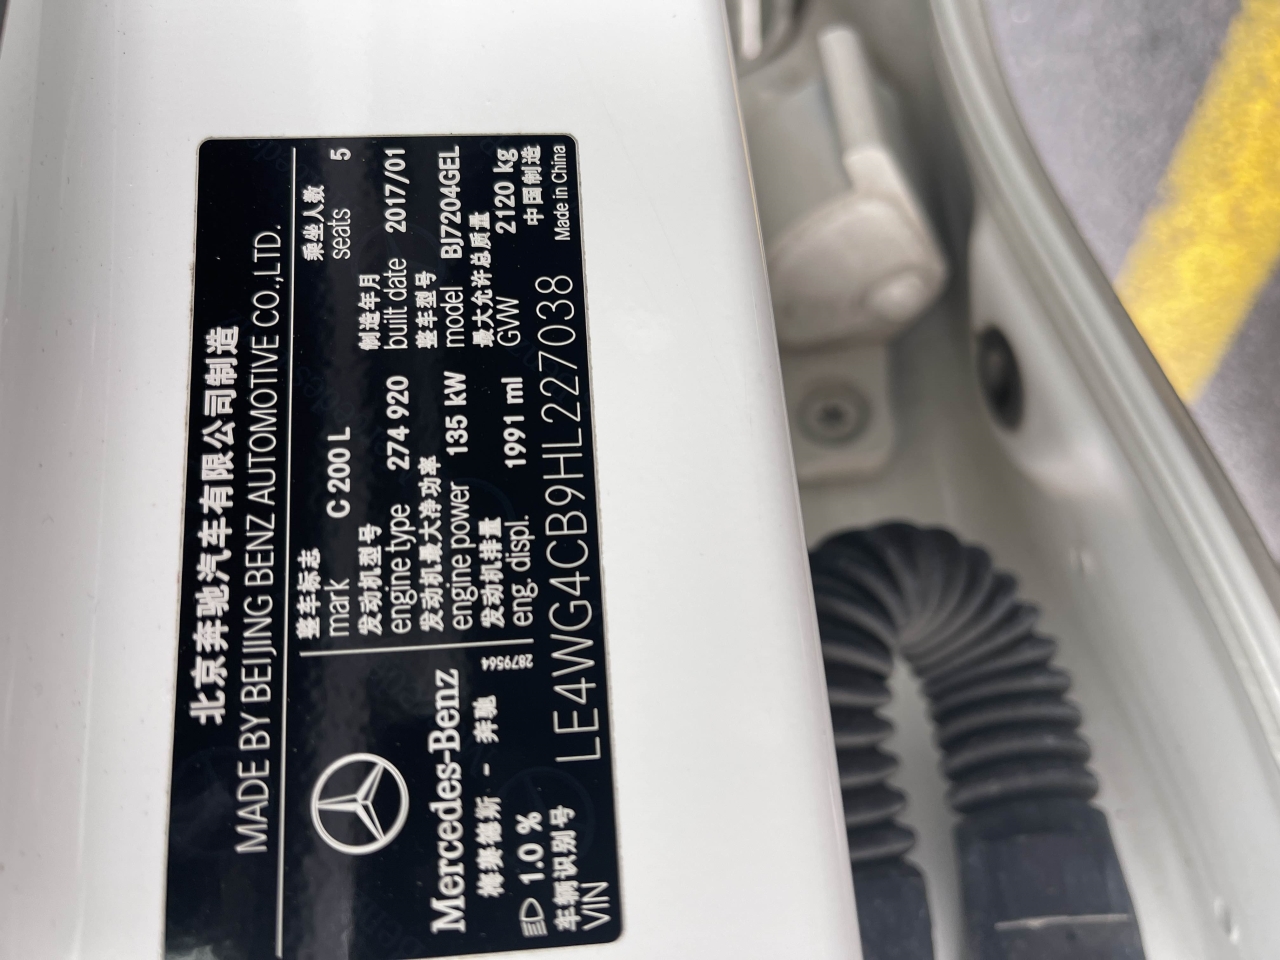 北京奔驰汽车有限公司制造
MADE BY BEIJING BENZ AUTOMOTIVE CO.,LTD.
Mercedes-Benz
梅赛德斯 - 奔驰
2879564
1.0 %
整车标志
mark C 200 L
乘坐人数
seats 5
发动机型号
engine type 274 920
制造年月
built date 2017/01
发动机最大净功率
engine power 135 kW
整车型号
model BJ7204GEL
发动机排量
eng. displ. 1991 ml
最大允许总质量
GVW 2120 kg
车辆识别号
VIN LE4WG4CB9HL227038
中国制造
Made in China